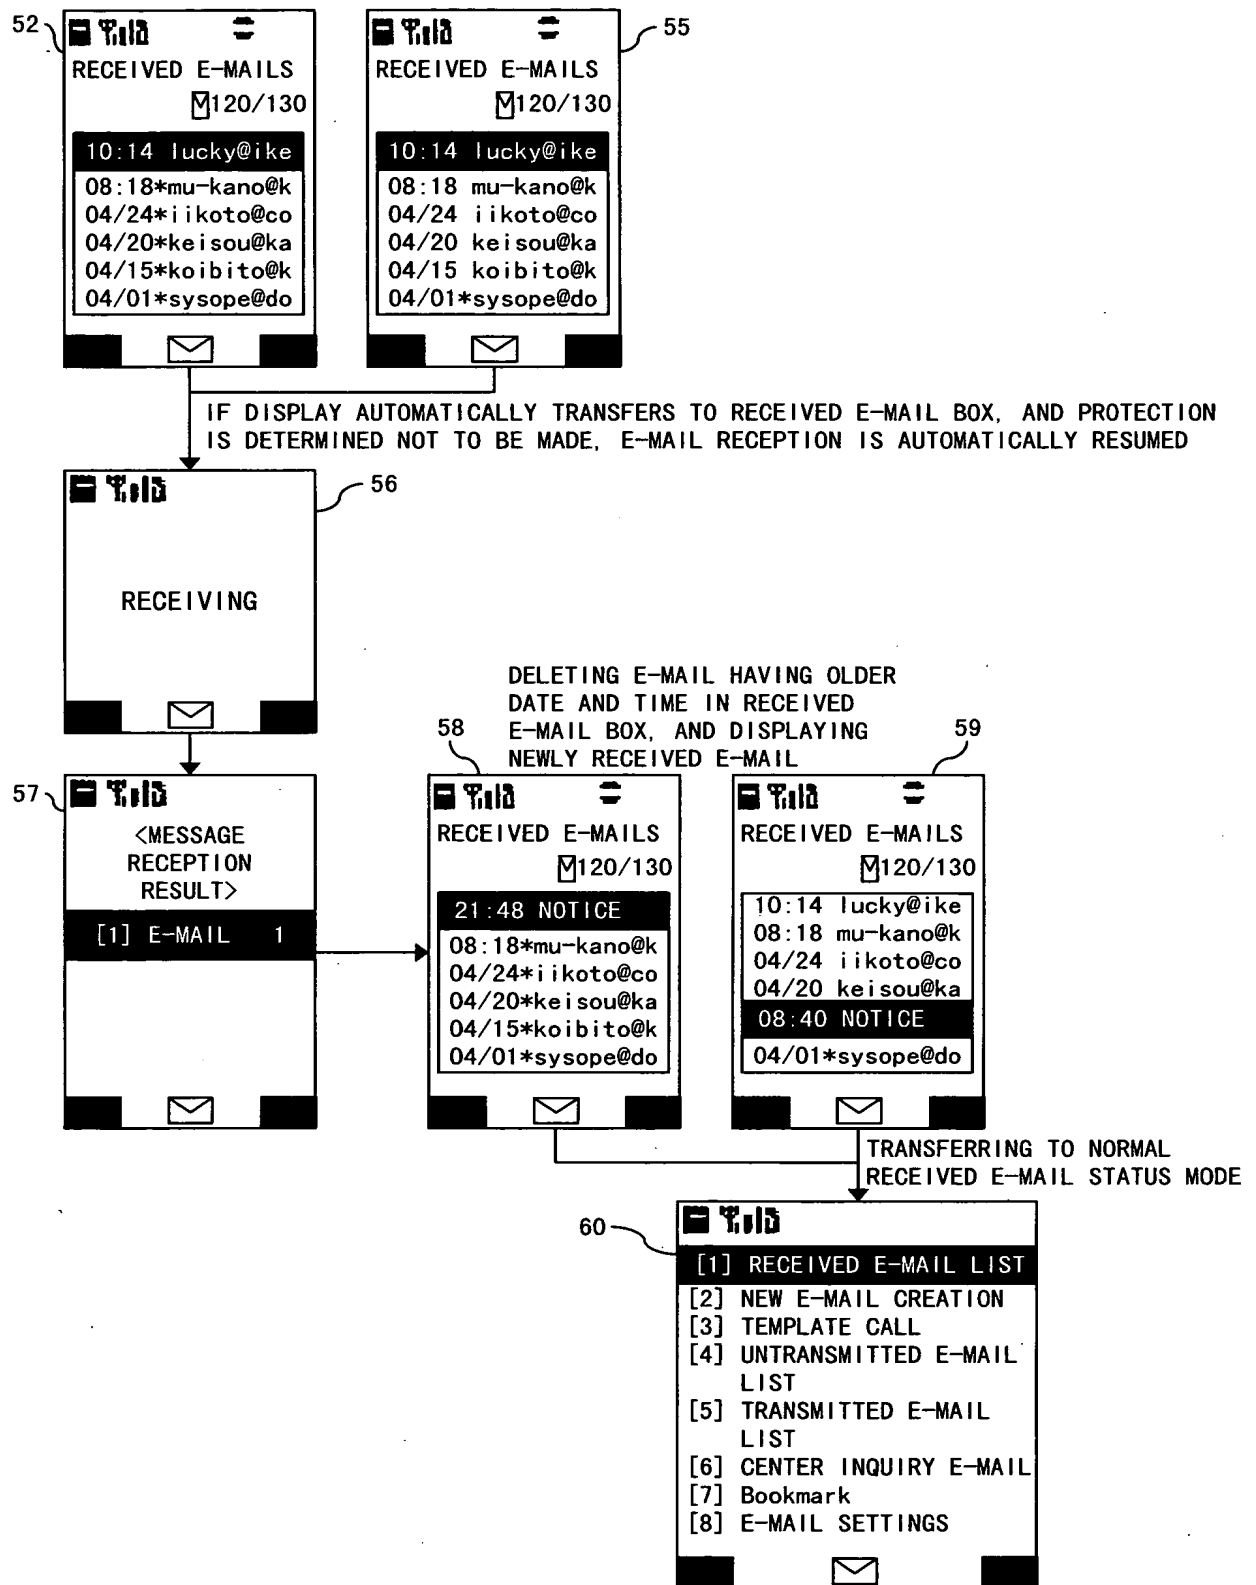 52
RECEIVED E-MAILS
M120/130
10:14 lucky@ike
08:18*mu-kano@k
04/24*iikoto@co
04/20*keisou@ka
04/15*koibito@k
04/01*sysope@do
55
RECEIVED E-MAILS
M120/130
10:14 lucky@ike
08:18 mu-kano@k
04/24 iikoto@co
04/20 keisou@ka
04/15 koibito@k
04/01*sysope@do
IF DISPLAY AUTOMATICALLY TRANSFERS TO RECEIVED E-MAIL BOX, AND PROTECTION
IS DETERMINED NOT TO BE MADE, E-MAIL RECEPTION IS AUTOMATICALLY RESUMED
56
RECEIVING
57
<MESSAGE
RECEPTION
RESULT>
[1] E-MAIL 1
DELETING E-MAIL HAVING OLDER
DATE AND TIME IN RECEIVED
E-MAIL BOX, AND DISPLAYING
NEWLY RECEIVED E-MAIL
58
RECEIVED E-MAILS
M120/130
21:48 NOTICE
08:18*mu-kano@k
04/24*iikoto@co
04/20*keisou@ka
04/15*koibito@k
04/01*sysope@do
59
RECEIVED E-MAILS
M120/130
10:14 lucky@ike
08:18 mu-kano@k
04/24 iikoto@co
04/20 keisou@ka
08:40 NOTICE
04/01*sysope@do
TRANSFERRING TO NORMAL
RECEIVED E-MAIL STATUS MODE
60
[1] RECEIVED E-MAIL LIST
[2] NEW E-MAIL CREATION
[3] TEMPLATE CALL
[4] UNTRANSMITTED E-MAIL
LIST
[5] TRANSMITTED E-MAIL
LIST
[6] CENTER INQUIRY E-MAIL
[7] Bookmark
[8] E-MAIL SETTINGS